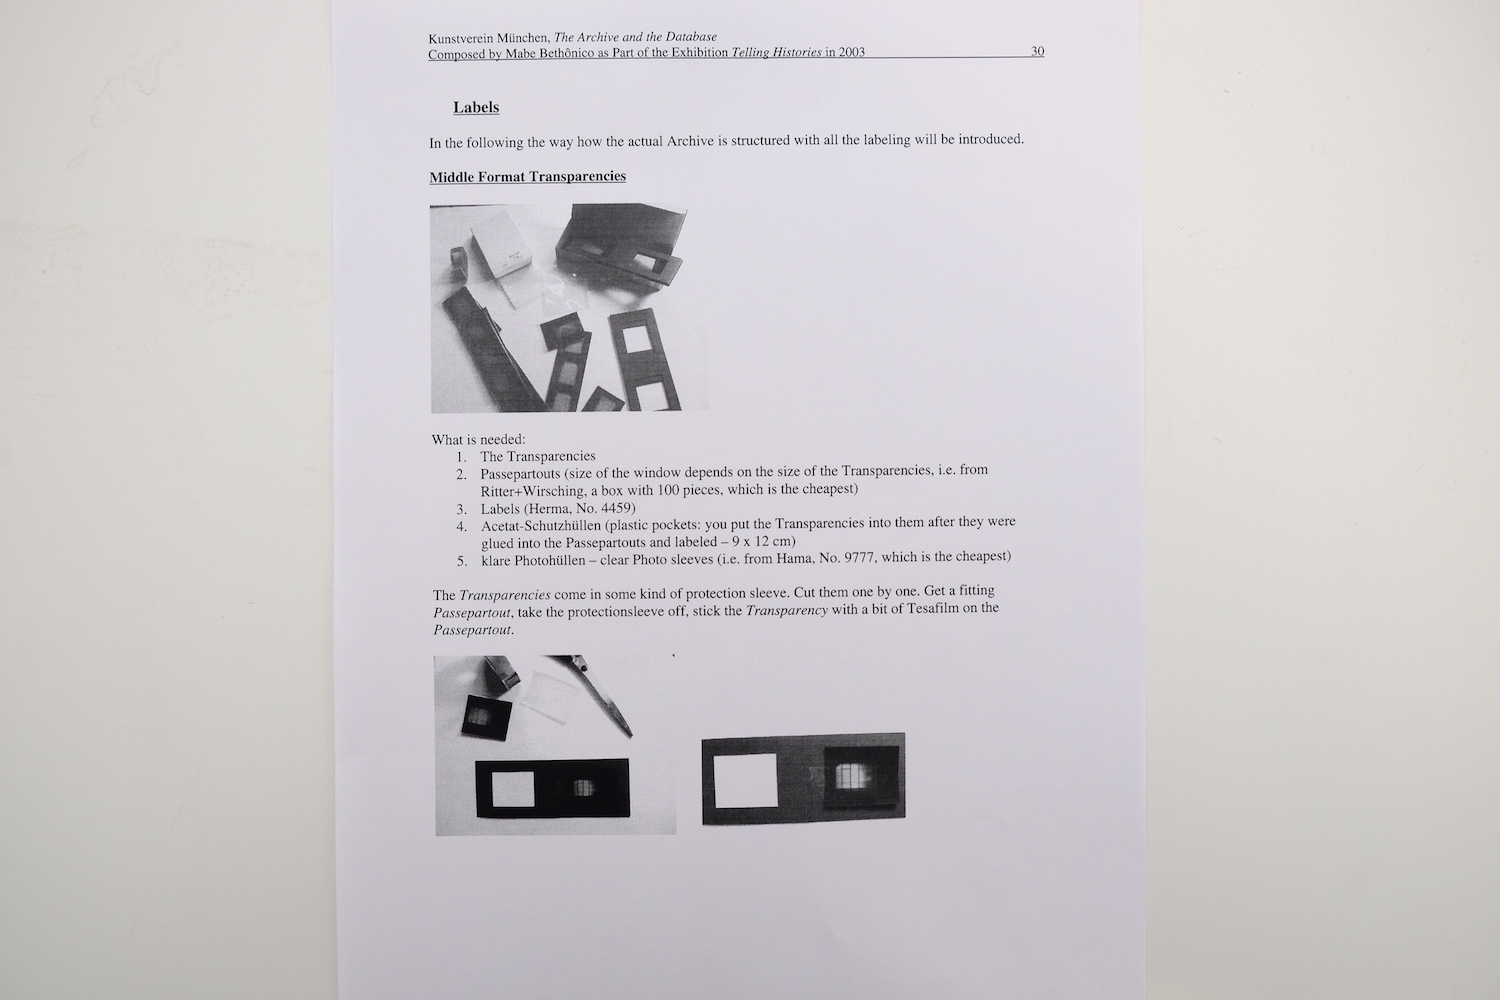 Kunstverein München, The Archive and the Database
Composed by Mabe Bethônico as Part of the Exhibition Telling Histories in 2003 30
Labels
In the following the way how the actual Archive is structured with all the labeling will be introduced.
Middle Format Transparencies
What is needed:
1. The Transparencies
2. Passepartouts (size of the window depends on the size of the Transparencies, i.e. from
Ritter+Wirsching, a box with 100 pieces, which is the cheapest)
3. Labels (Herma, No. 4459)
4. Acetat-Schutzhüllen (plastic pockets: you put the Transparencies into them after they were
glued into the Passepartouts and labeled – 9 x 12 cm)
5. klare Photohüllen – clear Photo sleeves (i.e. from Hama, No. 9777, which is the cheapest)
The Transparencies come in some kind of protection sleeve. Cut them one by one. Get a fitting
Passepartout, take the protectionsleeve off, stick the Transparency with a bit of Tesafilm on the
Passepartout.